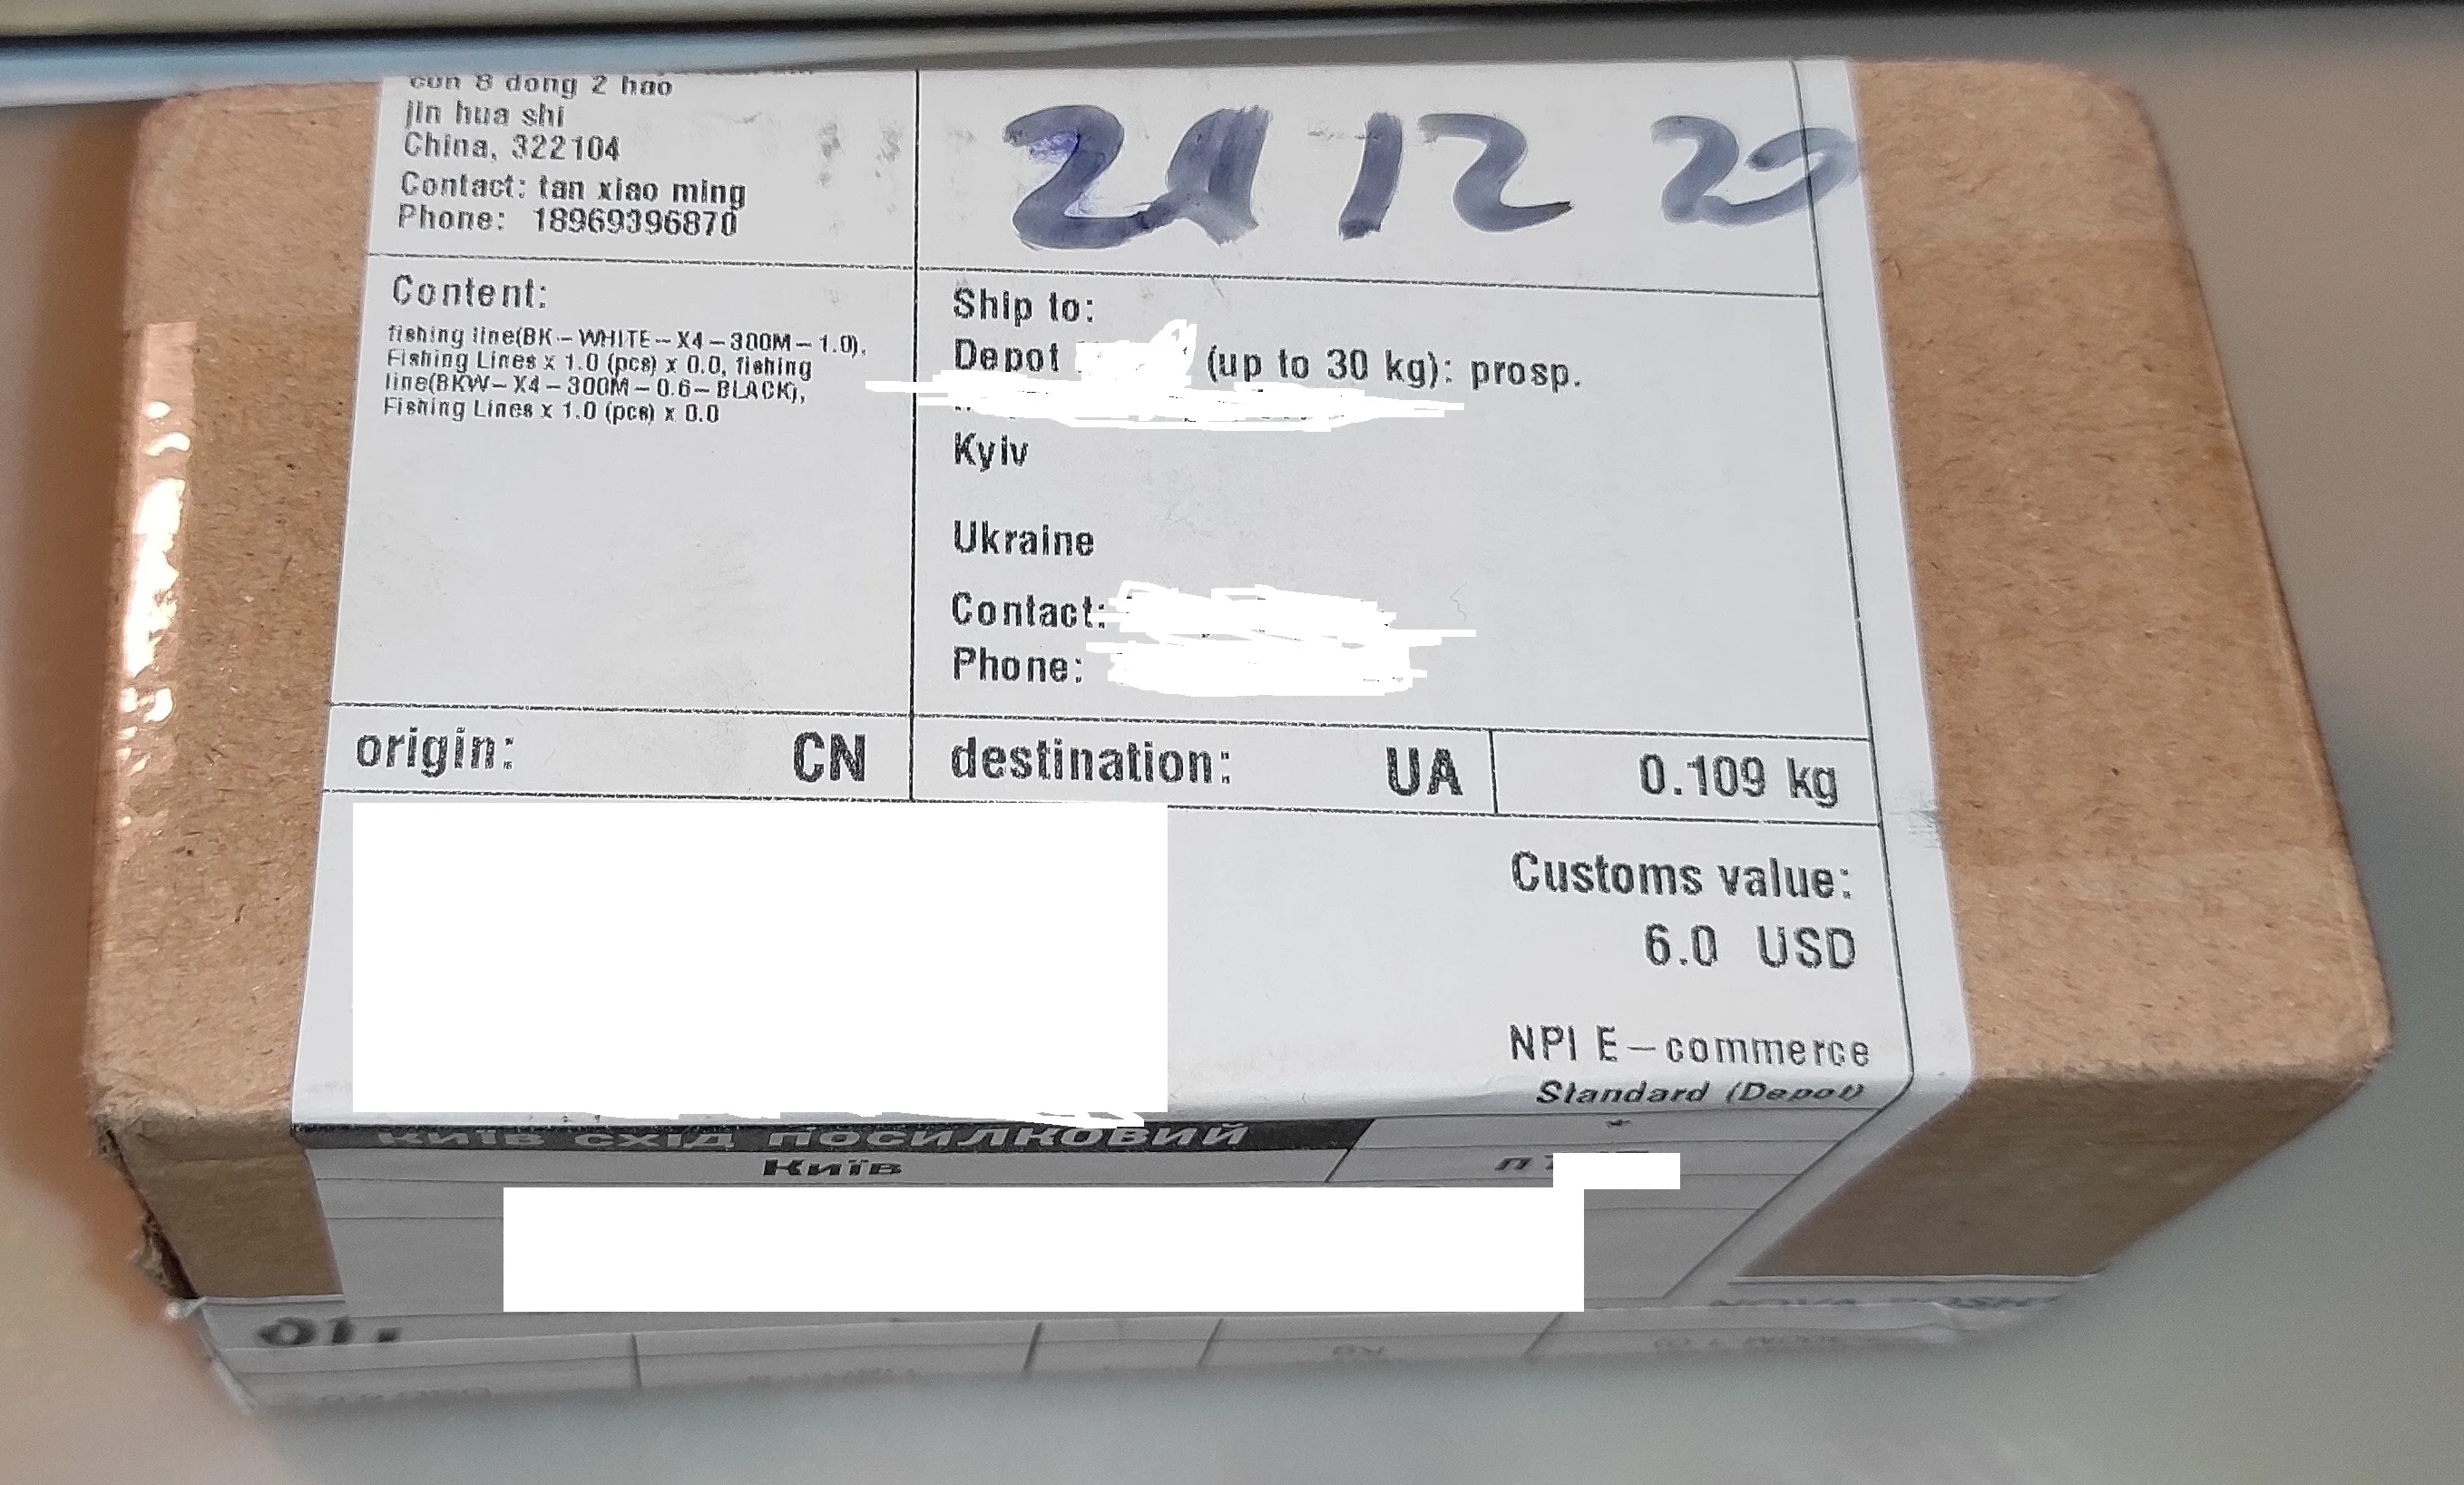 cun 8 dong 2 hao
jin hua shi
China, 322104
Contact: tan xiao ming
Phone: 18969396870
21 12 20
Content:
fishing line(BK-WHITE-X4-300M-1.0),
Fishing Lines x 1.0 (pcs) x 0.0, fishing
line(BKW-X4-300M-0.6-BLACK),
Fishing Lines x 1.0 (pcs) x 0.0
Ship to:
Depot (up to 30 kg): prosp.
Kyiv
Ukraine
Contact:
Phone:
origin: CN
destination: UA
0.109 kg
Customs value:
6.0 USD
NPI E-commerce
Standard (Depot)
КИЇВ СХІД ПОСИЛКОВИЙ
Київ